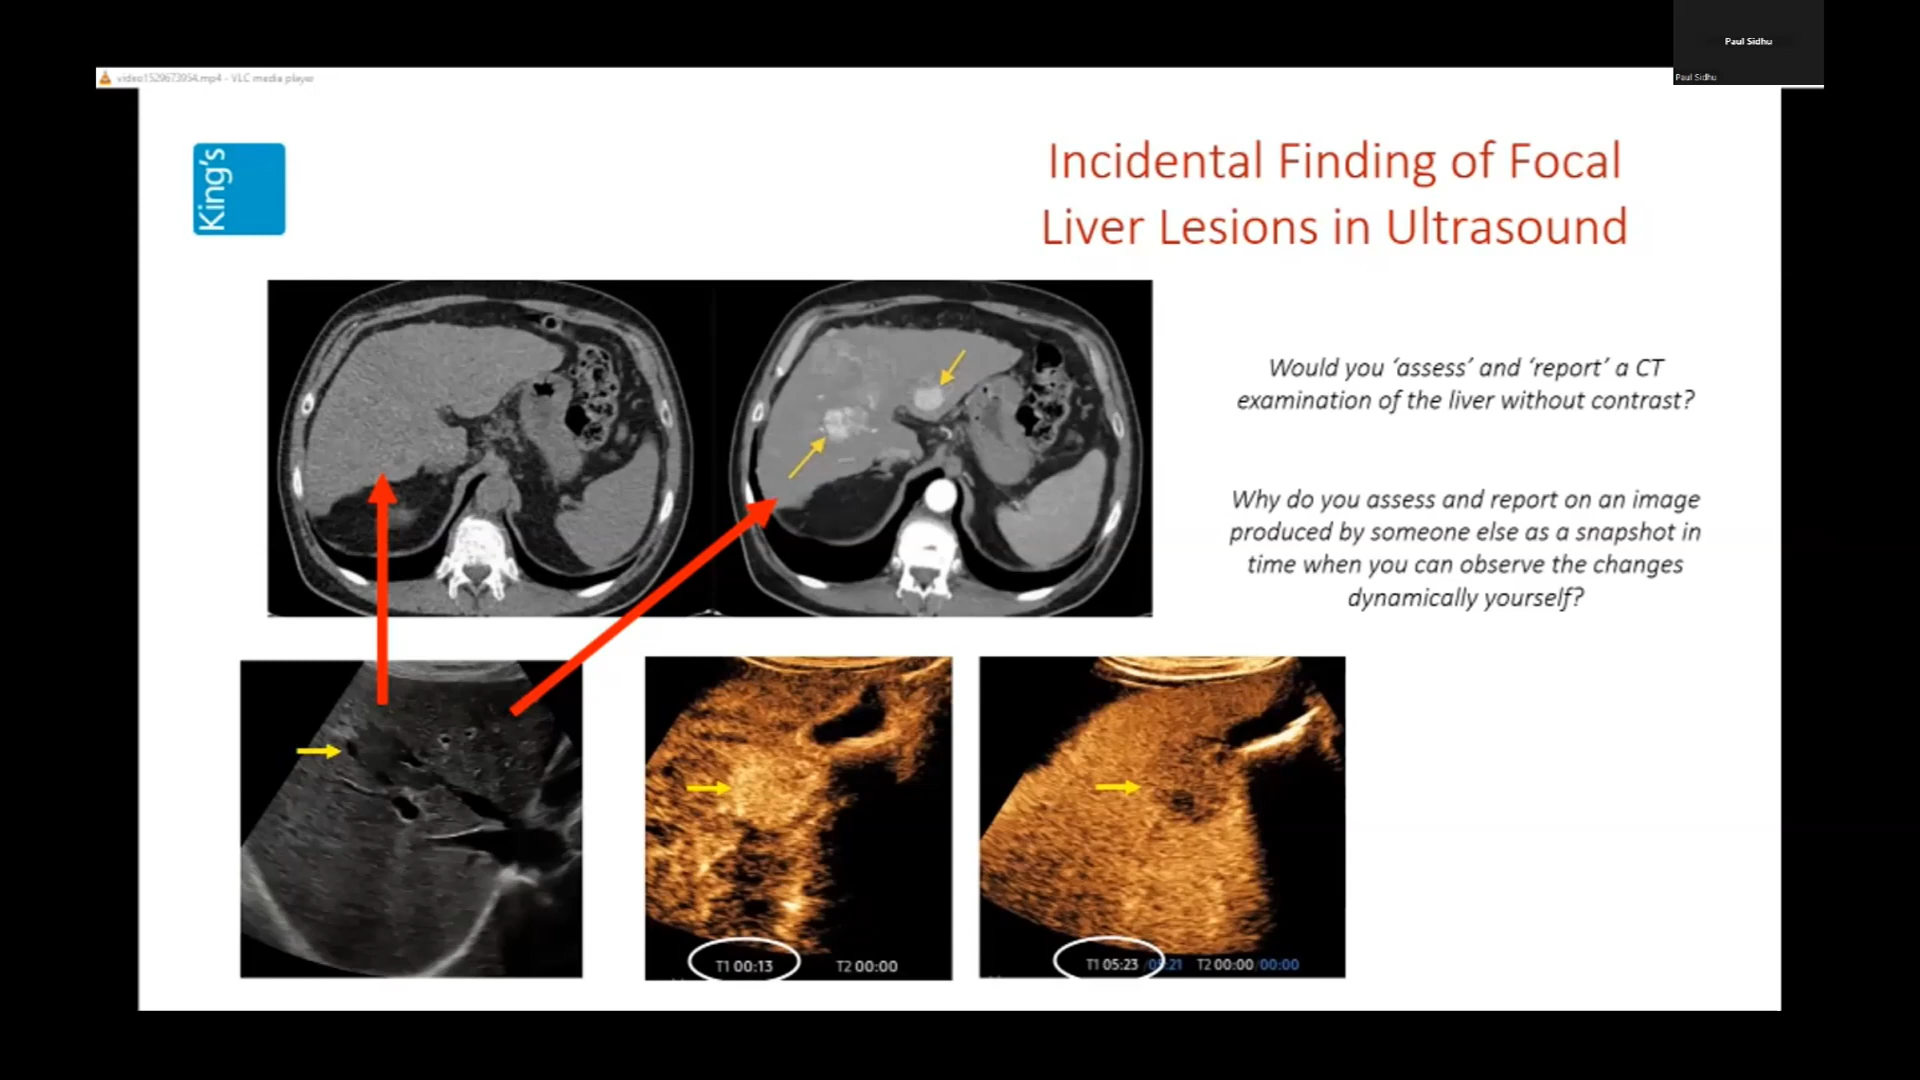 Paul Sidhu
Paul Sidhu
video1529673954.mp4 - VLC media player
King's
Incidental Finding of Focal
Liver Lesions in Ultrasound
Would you ‘assess’ and ‘report’ a CT
examination of the liver without contrast?
Why do you assess and report on an image
produced by someone else as a snapshot in
time when you can observe the changes
dynamically yourself?
T1 00:13 T2 00:00
T1 05:23 /05:21 T2 00:00/00:00